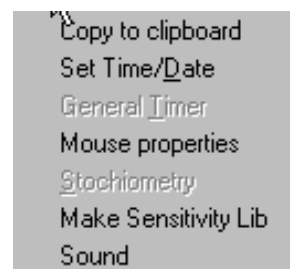 Copy to clipboard
Set Time/Date
General Timer
Mouse properties
Stochiometry
Make Sensitivity Lib
Sound